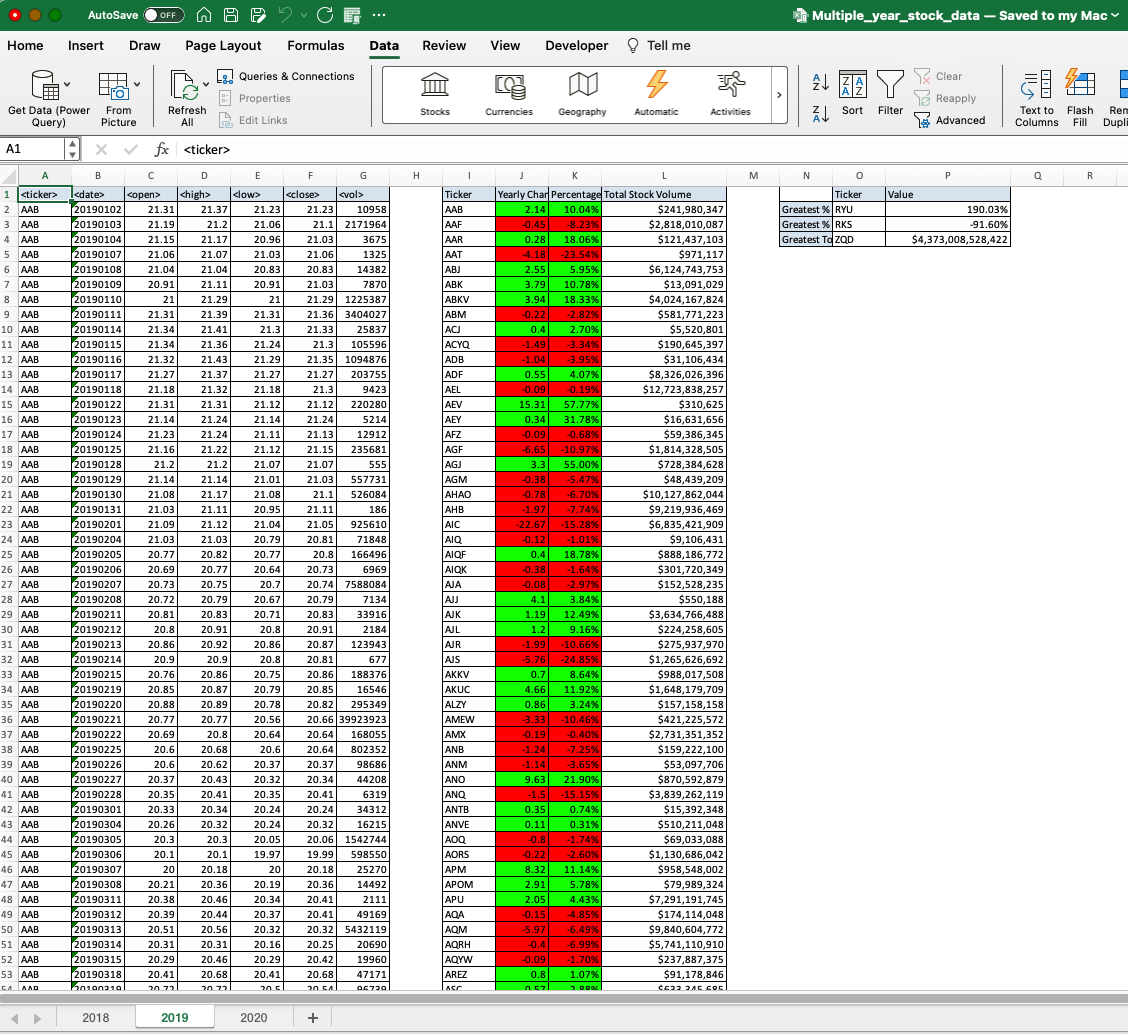 AutoSave OFF Multiple_year_stock_data — Saved to my Mac
Home Insert Draw Page Layout Formulas Data Review View Developer Tell me
Get Data (Power Query) From Picture Refresh All Queries & Connections Properties Edit Links Stocks Currencies Geography Automatic Activities Sort Filter Clear Reapply Advanced Text to Columns Flash Fill
A1 fx <ticker>
A B C D E F G H I J K L M N O P Q R
1 <ticker> <date> <open> <high> <low> <close> <vol> Ticker Yearly Chan Percentage Total Stock Volume Ticker Value
2 AAB 20190102 21.31 21.37 21.23 21.23 10958 AAB 2.14 10.04% $241,980,347 Greatest % RYU 190.03%
3 AAB 20190103 21.19 21.2 21.06 21.1 2171964 AAF -0.45 -8.23% $2,818,010,087 Greatest % RKS -91.60%
4 AAB 20190104 21.15 21.17 20.96 21.03 3675 AAR 0.28 18.06% $121,437,103 Greatest To ZQD $4,373,008,528,422
5 AAB 20190107 21.06 21.07 21.03 21.06 1325 AAT -4.18 -23.54% $971,117
6 AAB 20190108 21.04 21.04 20.83 20.83 14382 ABJ 2.55 5.95% $6,124,743,753
7 AAB 20190109 20.91 21.11 20.91 21.03 7870 ABK 3.79 10.78% $13,091,029
8 AAB 20190110 21 21.29 21 21.29 1225387 ABKV 3.94 18.33% $4,024,167,824
9 AAB 20190111 21.31 21.39 21.31 21.36 3404027 ABM -0.22 -2.82% $581,771,223
10 AAB 20190114 21.34 21.41 21.3 21.33 25837 ACJ 0.4 2.70% $5,520,801
11 AAB 20190115 21.34 21.36 21.24 21.3 105596 ACYQ -1.49 -3.34% $190,645,397
12 AAB 20190116 21.32 21.43 21.29 21.35 1094876 ADB -1.04 -3.95% $31,106,434
13 AAB 20190117 21.27 21.37 21.27 21.27 203755 ADF 0.55 4.07% $8,326,026,396
14 AAB 20190118 21.18 21.32 21.18 21.3 9423 AEL -0.09 -0.19% $12,723,838,257
15 AAB 20190122 21.31 21.31 21.12 21.12 220280 AEV 15.31 57.77% $310,625
16 AAB 20190123 21.14 21.24 21.14 21.24 5214 AEY 0.34 31.78% $16,631,656
17 AAB 20190124 21.23 21.24 21.11 21.13 12912 AFZ -0.09 -0.68% $59,386,345
18 AAB 20190125 21.16 21.22 21.12 21.15 235681 AGF -6.65 -10.97% $1,814,328,505
19 AAB 20190128 21.2 21.2 21.07 21.07 555 AGJ 3.3 55.00% $728,384,628
20 AAB 20190129 21.14 21.14 21.01 21.03 557731 AGM -0.38 -5.47% $48,439,209
21 AAB 20190130 21.08 21.17 21.08 21.1 526084 AHAO -0.78 -6.70% $10,127,862,044
22 AAB 20190131 21.03 21.11 20.95 21.11 186 AHB -1.97 -7.74% $9,219,936,469
23 AAB 20190201 21.09 21.12 21.04 21.05 925610 AIC -22.67 -15.28% $6,835,421,909
24 AAB 20190204 21.03 21.03 20.79 20.81 71848 AIQ -0.12 -1.01% $9,106,431
25 AAB 20190205 20.77 20.82 20.77 20.8 166496 AIQF 0.4 18.78% $888,186,772
26 AAB 20190206 20.69 20.77 20.64 20.73 6969 AIQK -0.38 -1.64% $301,720,349
27 AAB 20190207 20.73 20.75 20.7 20.74 7588084 AJA -0.08 -2.97% $152,528,235
28 AAB 20190208 20.72 20.79 20.67 20.79 7134 AJJ 4.1 3.84% $550,188
29 AAB 20190211 20.81 20.83 20.71 20.83 33916 AJK 1.19 12.49% $3,634,766,488
30 AAB 20190212 20.8 20.91 20.8 20.91 2184 AJL 1.2 9.16% $224,258,605
31 AAB 20190213 20.86 20.92 20.86 20.87 123943 AJR -1.99 -10.66% $275,937,970
32 AAB 20190214 20.9 20.9 20.8 20.81 677 AJS -5.76 -24.85% $1,265,626,692
33 AAB 20190215 20.76 20.86 20.75 20.86 188376 AKKV 0.7 8.64% $988,017,508
34 AAB 20190219 20.85 20.87 20.79 20.85 16546 AKUC 4.66 11.92% $1,648,179,709
35 AAB 20190220 20.88 20.89 20.78 20.82 295349 ALZY 0.86 3.24% $157,158,158
36 AAB 20190221 20.77 20.77 20.56 20.66 39923923 AMEW -3.33 -10.46% $421,225,572
37 AAB 20190222 20.69 20.8 20.64 20.64 168055 AMX -0.19 -0.40% $2,731,351,352
38 AAB 20190225 20.6 20.68 20.6 20.64 802352 ANB -1.24 -7.25% $159,222,100
39 AAB 20190226 20.6 20.62 20.37 20.37 98686 ANM -1.14 -3.65% $53,097,706
40 AAB 20190227 20.37 20.43 20.32 20.34 44208 ANO 9.63 21.90% $870,592,879
41 AAB 20190228 20.35 20.41 20.35 20.41 6319 ANQ -1.5 -15.15% $3,839,262,119
42 AAB 20190301 20.33 20.34 20.24 20.24 34312 ANTB 0.35 0.74% $15,392,348
43 AAB 20190304 20.26 20.32 20.24 20.32 16215 ANVE 0.11 0.31% $510,211,048
44 AAB 20190305 20.3 20.3 20.05 20.06 1542744 AOQ -0.8 -1.74% $69,033,088
45 AAB 20190306 20.1 20.1 19.97 19.99 598550 AORS -0.22 -2.60% $1,130,686,042
46 AAB 20190307 20 20.18 20 20.18 25270 APM 8.32 11.14% $958,548,002
47 AAB 20190308 20.21 20.36 20.19 20.36 14492 APOM 2.91 5.78% $79,989,324
48 AAB 20190311 20.38 20.46 20.34 20.41 2111 APU 2.05 4.43% $7,291,191,745
49 AAB 20190312 20.39 20.44 20.37 20.41 49169 AQA -0.15 -4.85% $174,114,048
50 AAB 20190313 20.51 20.56 20.32 20.32 5432119 AQM -5.97 -6.49% $9,840,604,772
51 AAB 20190314 20.31 20.31 20.16 20.25 20690 AQRH -0.4 -6.99% $5,741,110,910
52 AAB 20190315 20.29 20.46 20.29 20.42 19960 AQYW -0.09 -1.70% $237,887,375
53 AAB 20190318 20.41 20.68 20.41 20.68 47171 AREZ 0.8 1.07% $91,178,846
2018 2019 2020 +